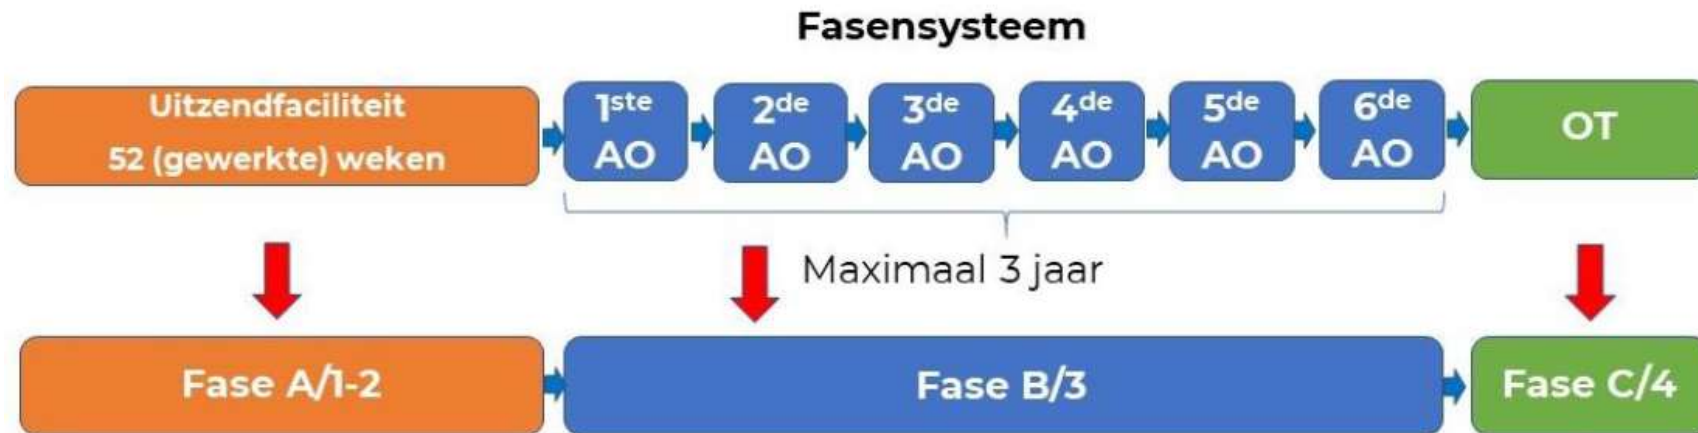 Fasensysteem
Uitzendfaciliteit
52 (gewerkte) weken
1ste
AO
2de
AO
3de
AO
4de
AO
5de
AO
6de
AO
OT
Maximaal 3 jaar
Fase A/1-2
Fase B/3
Fase C/4